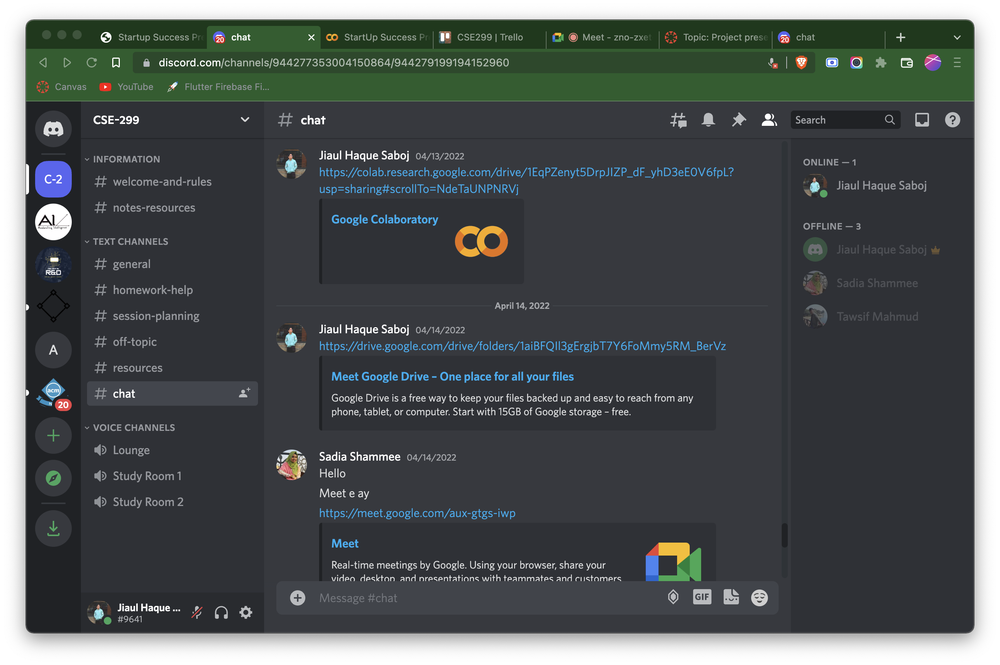 Startup Success Pre
20 chat
StartUp Success Pr
CSE299 | Trello
Meet - zno-zxet
Topic: Project prese
20 chat
discord.com/channels/944277353004150864/944279199194152960
Canvas
YouTube
Flutter Firebase Fi...
CSE-299
chat
Search
C-2
AI
Accelerating Intelligence
R&D
A
acm
N
20
INFORMATION
welcome-and-rules
notes-resources
TEXT CHANNELS
general
homework-help
session-planning
off-topic
resources
chat
VOICE CHANNELS
Lounge
Study Room 1
Study Room 2
Jiaul Haque ...
#9641
Jiaul Haque Saboj 04/13/2022
https://colab.research.google.com/drive/1EqPZenyt5DrpJIZP_dF_yhD3eE0V6fpL?
usp=sharing#scrollTo=NdeTaUNPNRVj
Google Colaboratory
April 14, 2022
Jiaul Haque Saboj 04/14/2022
https://drive.google.com/drive/folders/1aiBFQIl3gErgjbT7Y6FoMmy5RM_BerVz
Meet Google Drive – One place for all your files
Google Drive is a free way to keep your files backed up and easy to reach from any
phone, tablet, or computer. Start with 15GB of Google storage – free.
Sadia Shammee 04/14/2022
Hello
Meet e ay
https://meet.google.com/aux-gtgs-iwp
Meet
Real-time meetings by Google. Using your browser, share your
video, desktop, and presentations with teammates and customers
Message #chat
GIF
ONLINE — 1
Jiaul Haque Saboj
OFFLINE — 3
Jiaul Haque Saboj
Sadia Shammee
Tawsif Mahmud